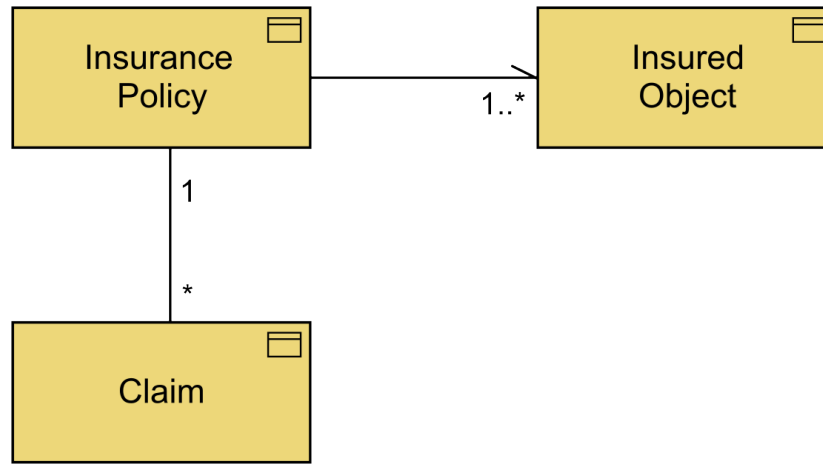 Insurance
Policy
Insured
Object
1..*
1
*
Claim